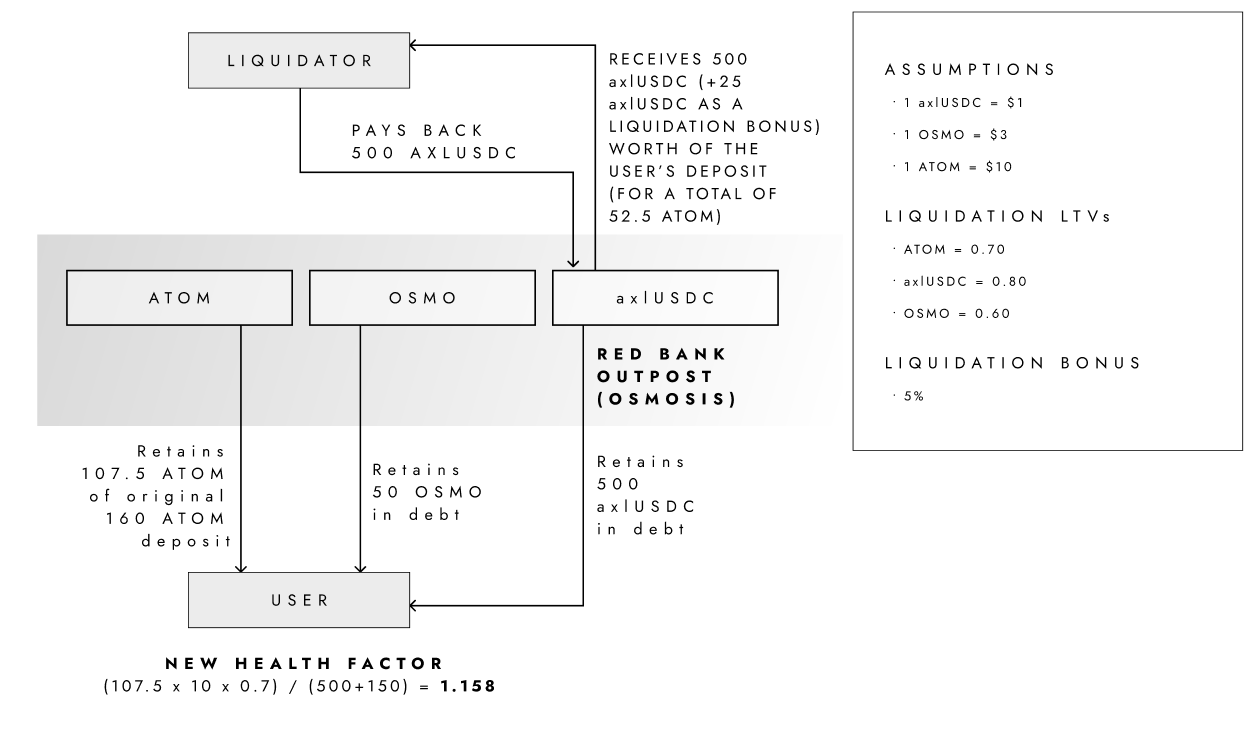 LIQUIDATOR
PAYS BACK
500 AXLUSDC
RECEIVES 500
axlUSDC (+25
axlUSDC AS A
LIQUIDATION BONUS)
WORTH OF THE
USER'S DEPOSIT
(FOR A TOTAL OF
52.5 ATOM)
ATOM
OSMO
axlUSDC
RED BANK
OUTPOST
(OSMOSIS)
Retains
107.5 ATOM
of original
160 ATOM
deposit
Retains
50 OSMO
in debt
Retains
500
axlUSDC
in debt
USER
NEW HEALTH FACTOR
(107.5 x 10 x 0.7) / (500+150) = 1.158
ASSUMPTIONS
· 1 axlUSDC = $1
· 1 OSMO = $3
· 1 ATOM = $10
LIQUIDATION LTVs
· ATOM = 0.70
· axlUSDC = 0.80
· OSMO = 0.60
LIQUIDATION BONUS
· 5%